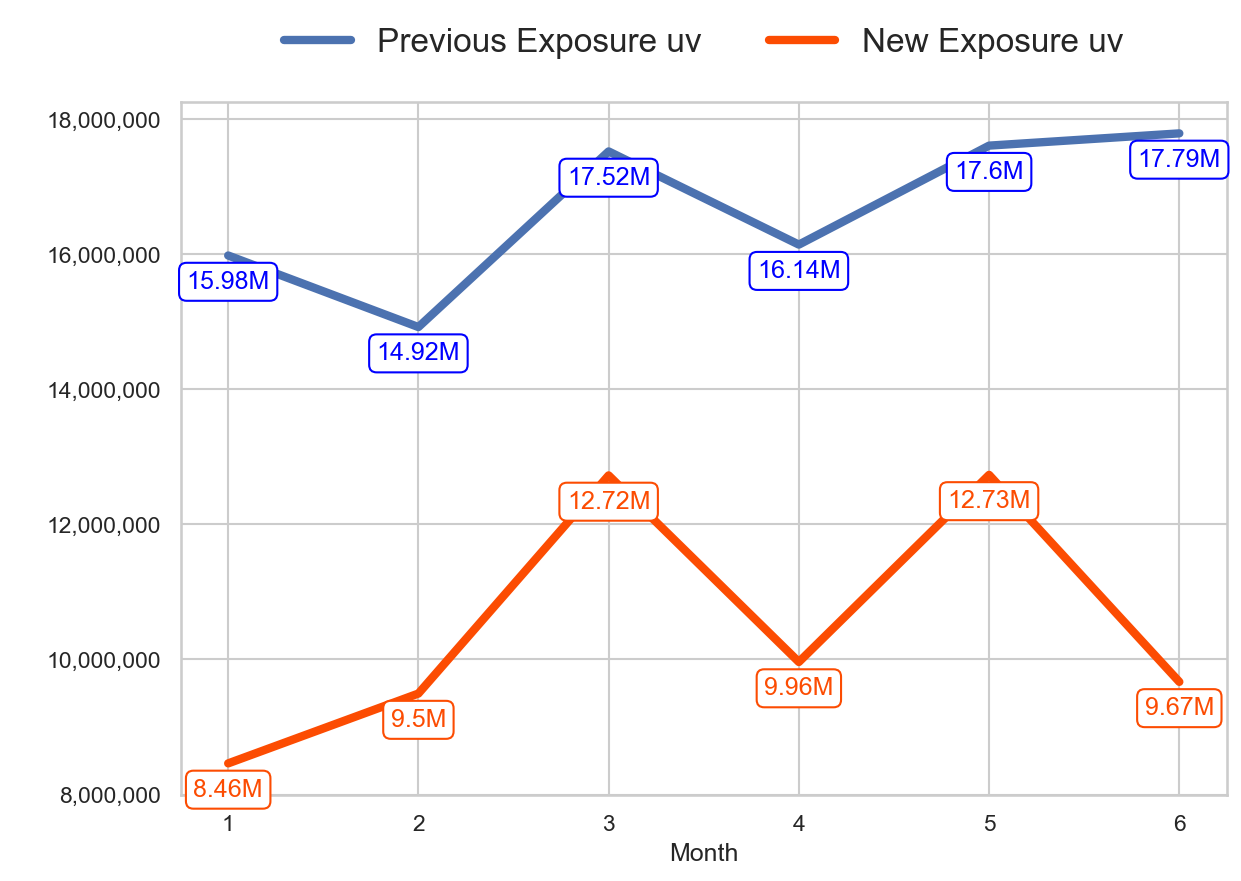 Previous Exposure uv New Exposure uv
18,000,000
17.52M 17.6M 17.79M
16,000,000
15.98M 16.14M
14.92M
14,000,000
12,000,000
12.72M 12.73M
10,000,000
9.5M 9.96M 9.67M
8.46M
8,000,000
1 2 3 4 5 6
Month